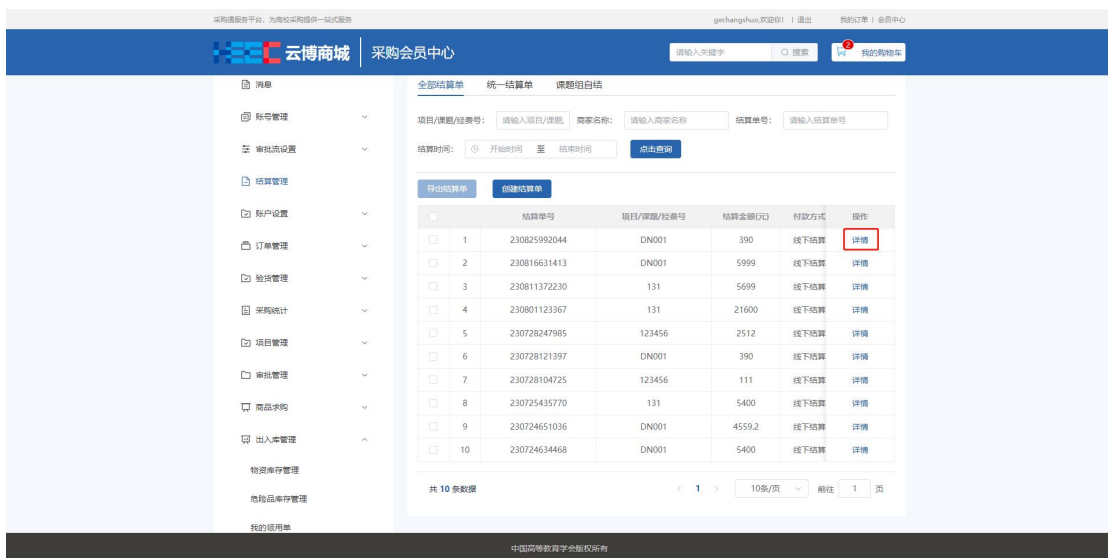 采购通服务平台，为高校采购提供一站式服务
gechangshuo,欢迎你! | 退出 我的订单 | 会员中心
云博商城 采购会员中心
请输入关键字 搜索 2 我的购物车
消息
账号管理
审批流设置
结算管理
账户设置
订单管理
验货管理
采购统计
项目管理
审批管理
商品求购
出入库管理
物资库存管理
危险品库存管理
我的领用单
全部结算单 统一结算单 课题组自结
项目/课题/经费号: 请输入项目/课题 商家名称: 请输入商家名称 结算单号: 请输入结算单号
结算时间: 开始时间 至 结束时间 点击查询
导出结算单 创建结算单
结算单号 项目/课题/经费号 结算金额(元) 付款方式 操作
1 230825992044 DN001 390 线下结算 详情
2 230816631413 DN001 5999 线下结算 详情
3 230811372230 131 5699 线下结算 详情
4 230801123367 131 21600 线下结算 详情
5 230728247985 123456 2512 线下结算 详情
6 230728121397 DN001 390 线下结算 详情
7 230728104725 123456 111 线下结算 详情
8 230725435770 131 5400 线下结算 详情
9 230724651036 DN001 4559.2 线下结算 详情
10 230724634468 DN001 5400 线下结算 详情
共 10 条数据 1 10条/页 前往 1 页
中国高等教育学会版权所有